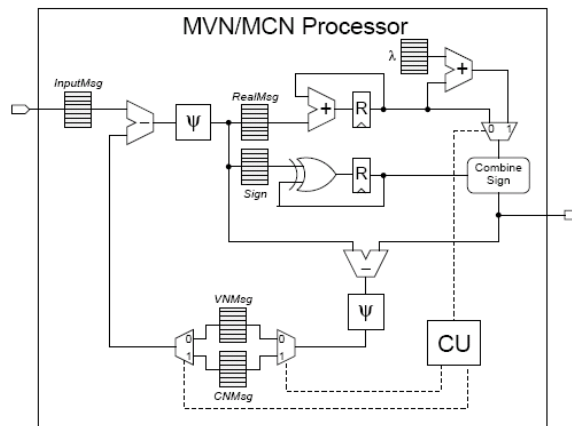 MVN/MCN Processor
λ
InputMsg
RealMsg
+
+
−
Ψ
R
0 1
Sign
R
Combine
Sign
−
VNMsg
Ψ
0
0
1
1
CU
CNMsg